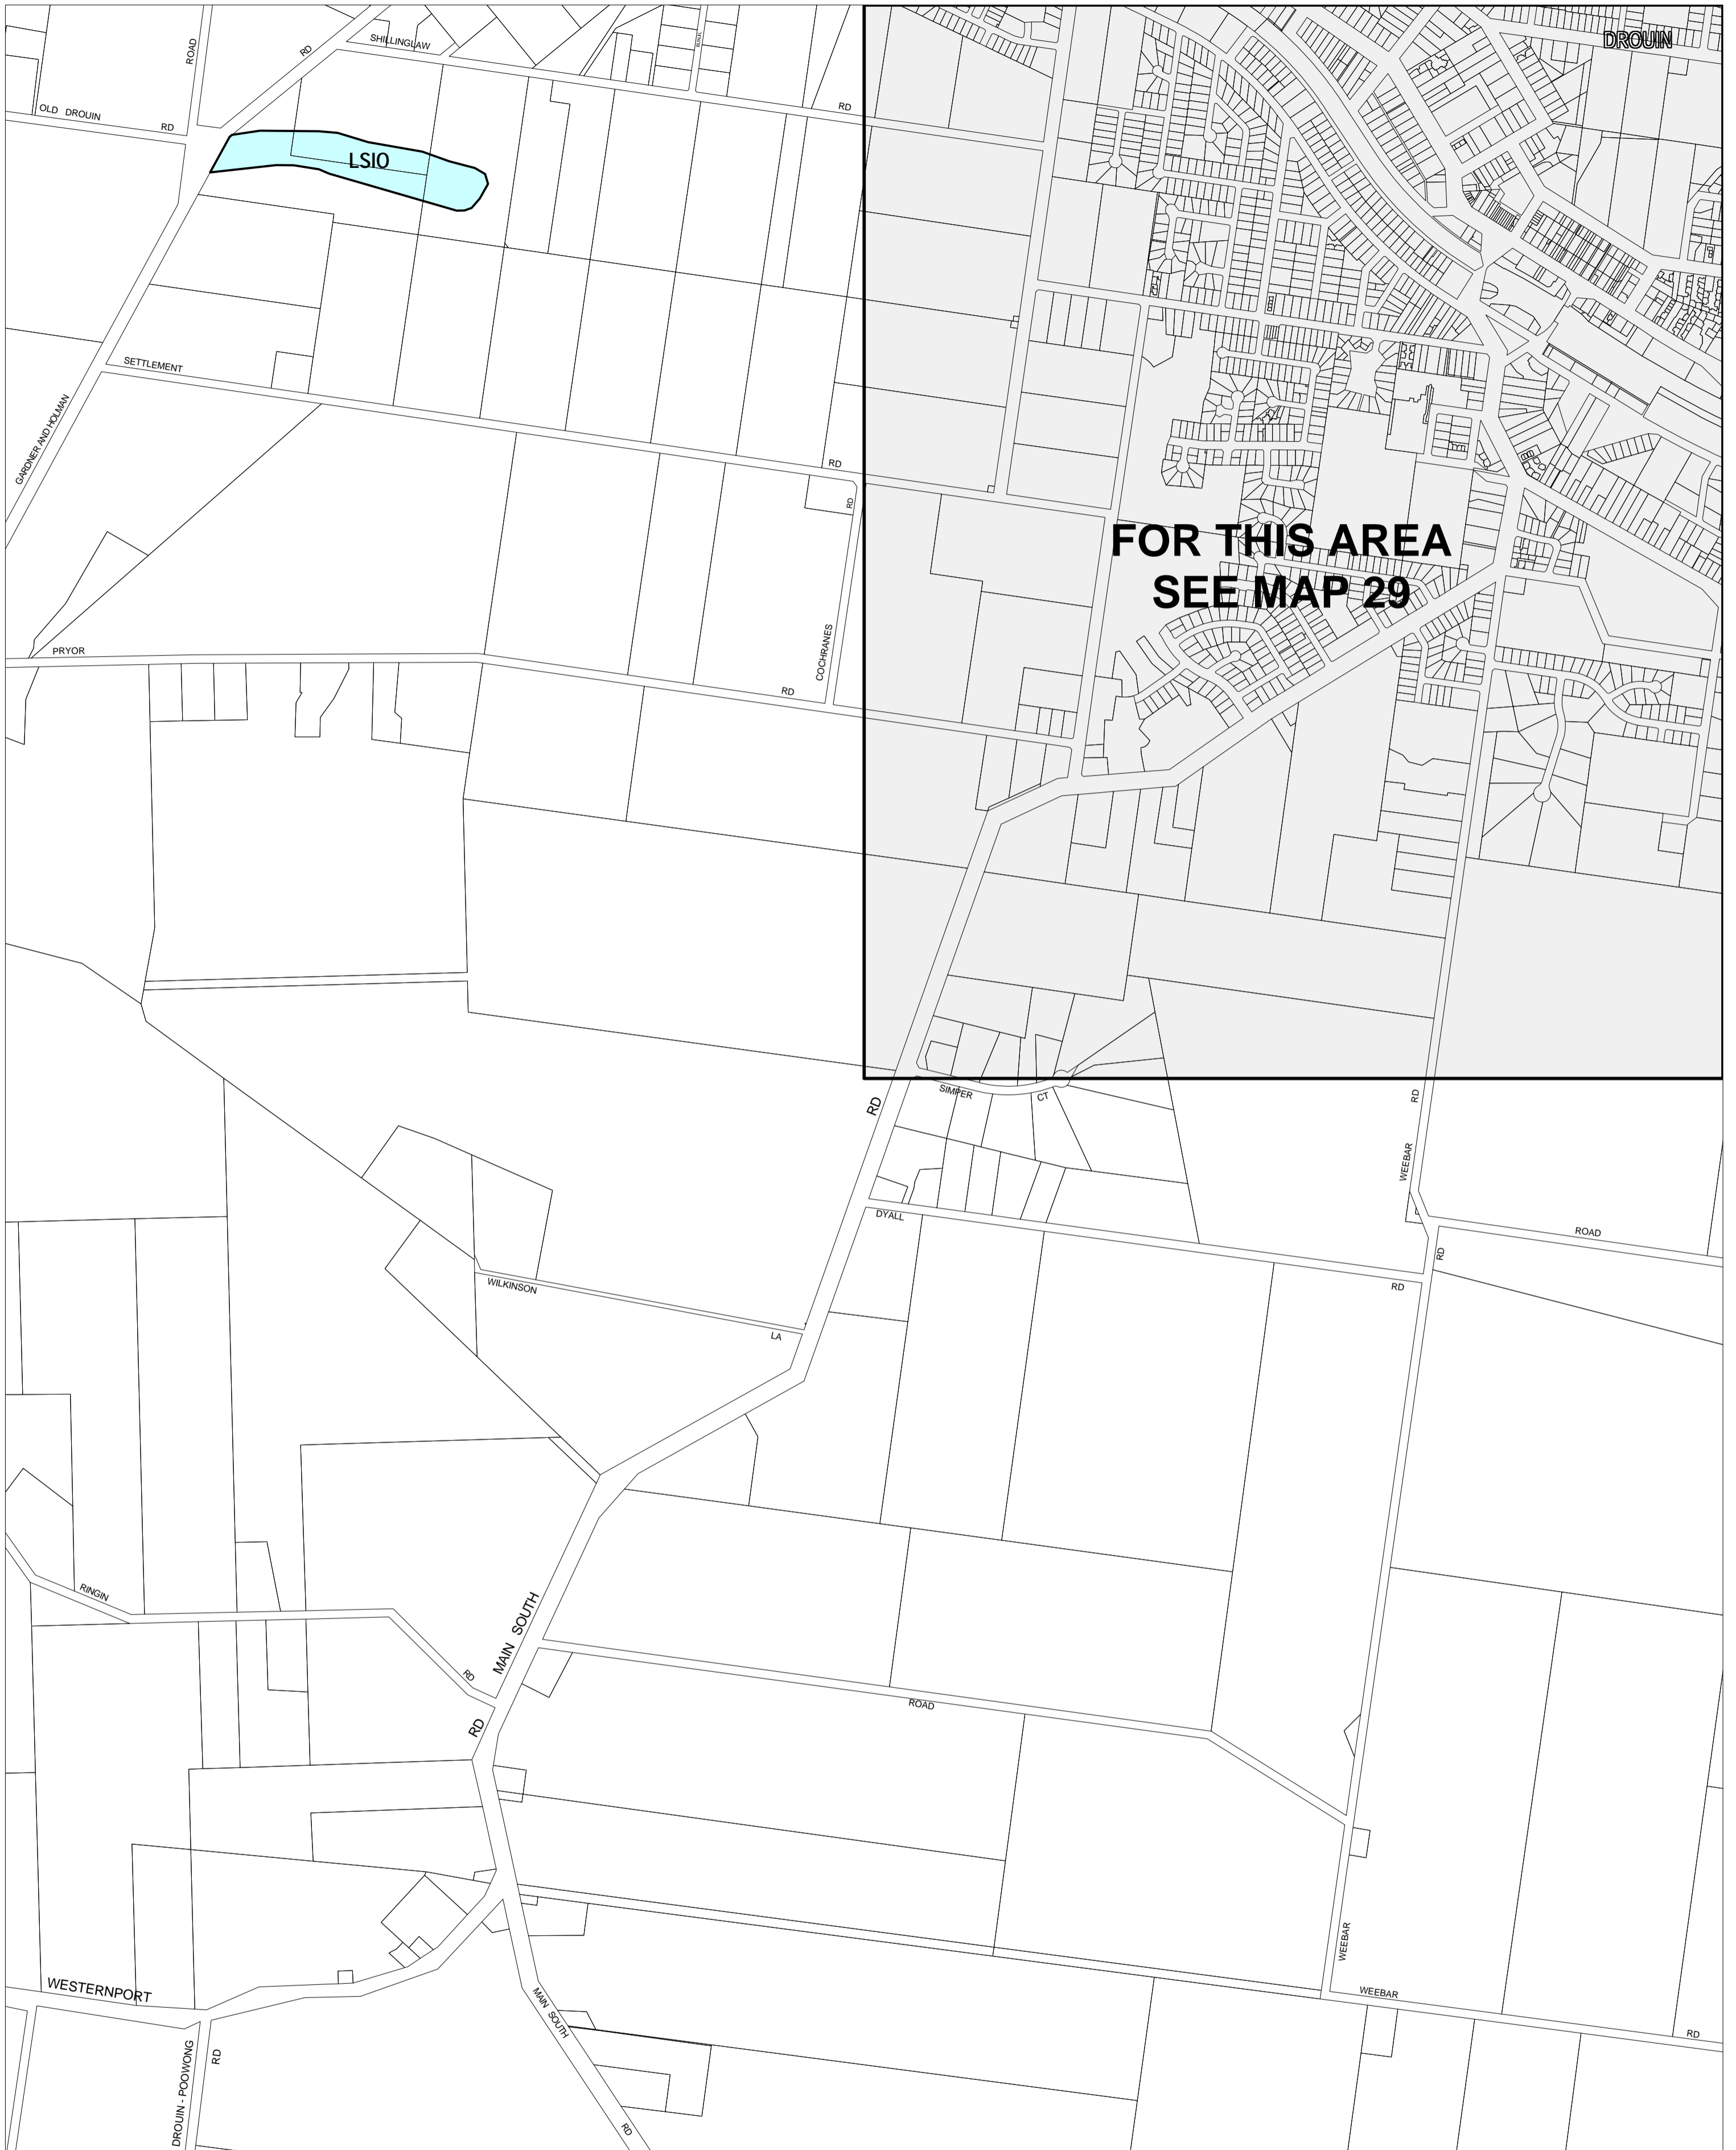 DROUIN
ROAD
RD
SHILLINGLAW
OLD DROUIN
RD
RD
LSIO
SETTLEMENT
GARDNER AND HOLMAN
RD
RD
FOR THIS AREA
SEE MAP 29
PRYOR
COCHRANES
RD
SIMPER
CT
RD
RD
WEEBAR
DYALL
ROAD
RD
RD
WILKINSON
LA
RINGIN
RD
MAIN SOUTH
RD
ROAD
WEEBAR
WESTERNPORT
WEEBAR
RD
MAIN SOUTH
RD
DROUIN - POOWONG
RD